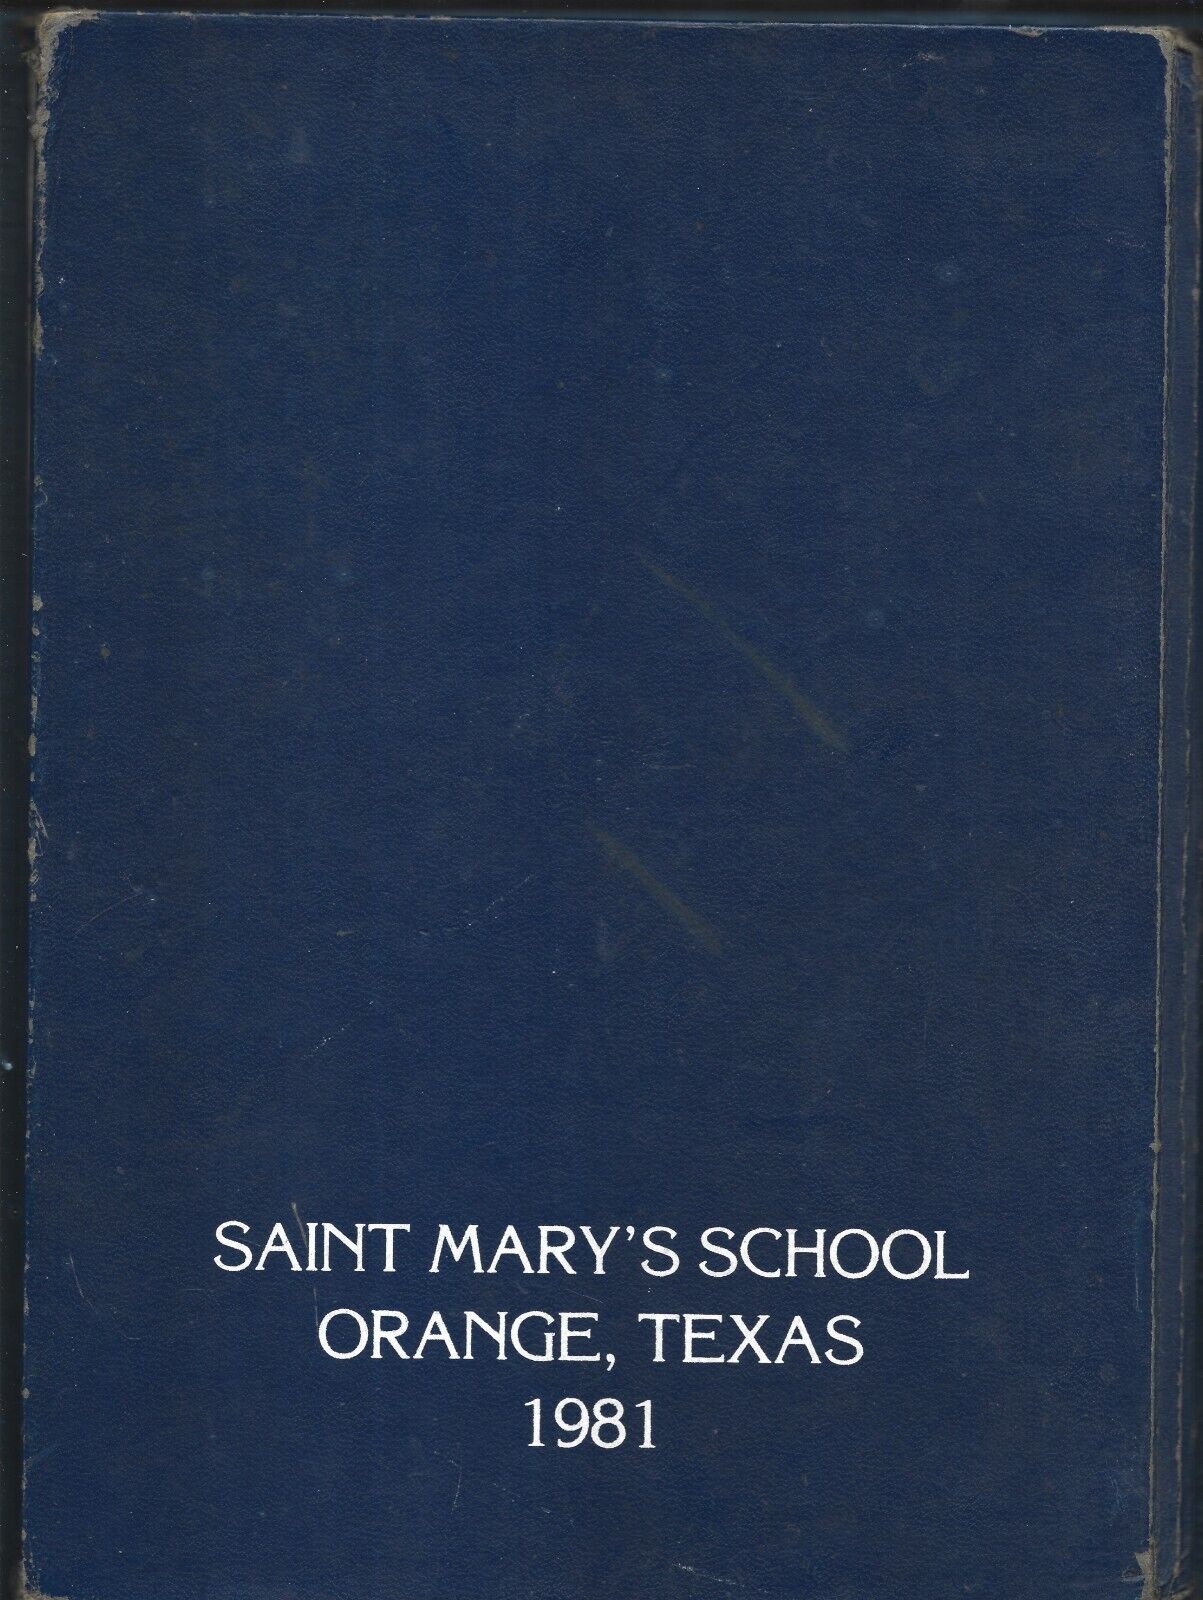 SAINT MARY'S SCHOOL
ORANGE, TEXAS
1981